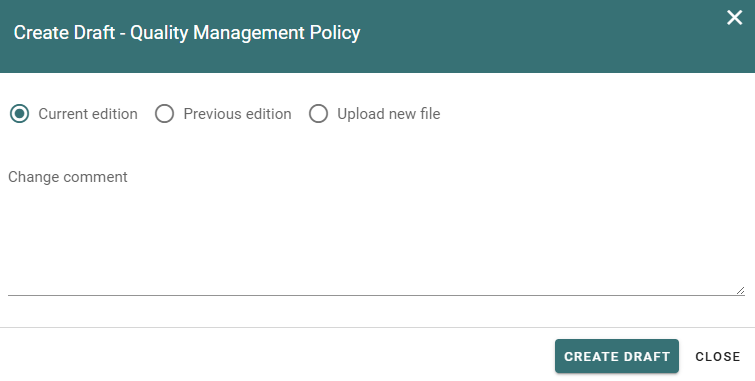 Create Draft - Quality Management Policy
Current edition Previous edition Upload new file
Change comment
CREATE DRAFT CLOSE